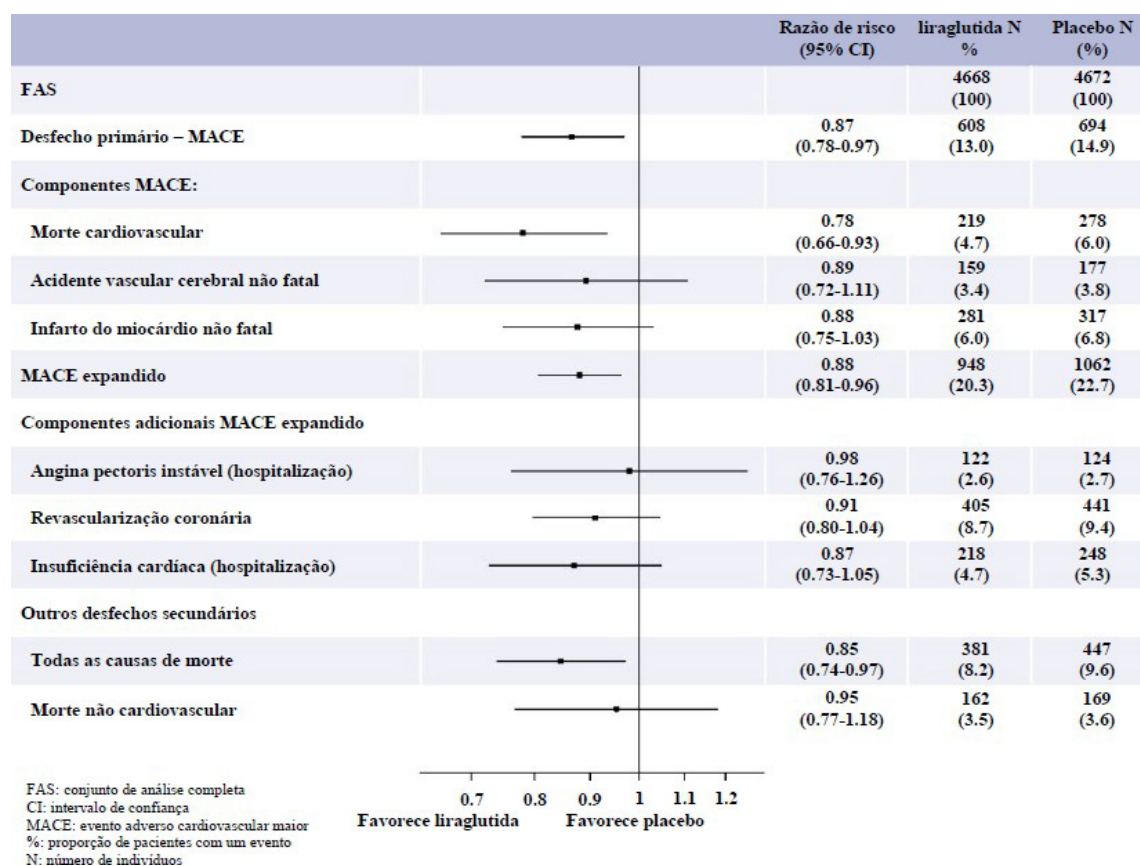 Razão de risco liraglutida N Placebo N
(95% CI) % (%)
FAS 4668 4672
(100) (100)
Desfecho primário – MACE 0.87 608 694
(0.78-0.97) (13.0) (14.9)
Componentes MACE:
Morte cardiovascular 0.78 219 278
(0.66-0.93) (4.7) (6.0)
Acidente vascular cerebral não fatal 0.89 159 177
(0.72-1.11) (3.4) (3.8)
Infarto do miocárdio não fatal 0.88 281 317
(0.75-1.03) (6.0) (6.8)
MACE expandido 0.88 948 1062
(0.81-0.96) (20.3) (22.7)
Componentes adicionais MACE expandido
Angina pectoris instável (hospitalização) 0.98 122 124
(0.76-1.26) (2.6) (2.7)
Revascularização coronária 0.91 405 441
(0.80-1.04) (8.7) (9.4)
Insuficiência cardíaca (hospitalização) 0.87 218 248
(0.73-1.05) (4.7) (5.3)
Outros desfechos secundários
Todas as causas de morte 0.85 381 447
(0.74-0.97) (8.2) (9.6)
Morte não cardiovascular 0.95 162 169
(0.77-1.18) (3.5) (3.6)
0.7 0.8 0.9 1 1.1 1.2
Favorece liraglutida Favorece placebo
FAS: conjunto de análise completa
CI: intervalo de confiança
MACE: evento adverso cardiovascular maior
%: proporção de pacientes com um evento
N: número de indivíduos